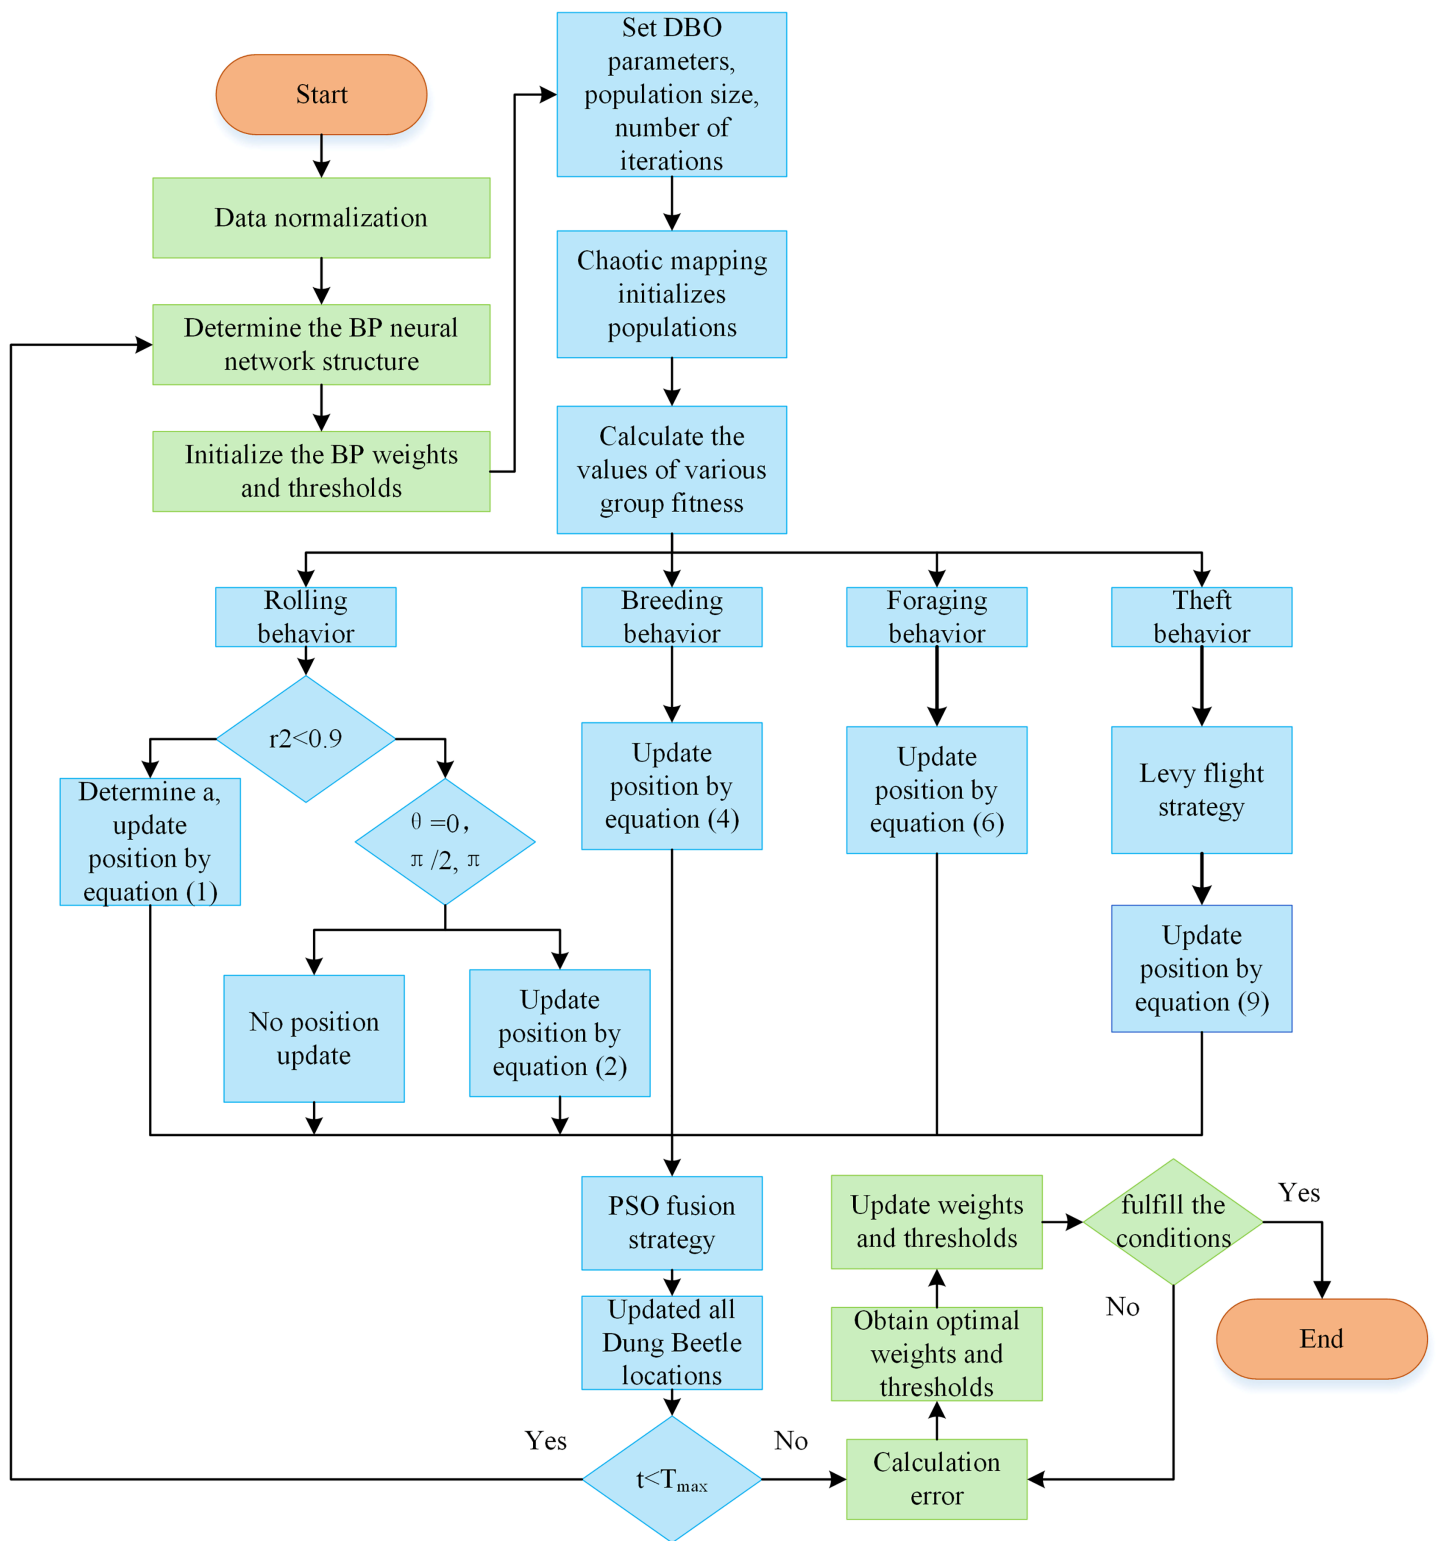 Start
Data normalization
Determine the BP neural
network structure
Initialize the BP weights
and thresholds
Set DBO
parameters,
population size,
number of
iterations
Chaotic mapping
initializes
populations
Calculate the
values of various
group fitness
Rolling
behavior
Breeding
behavior
Foraging
behavior
Theft
behavior
r2<0.9
Determine a,
update
position by
equation (1)
θ=0,
π/2, π
No position
update
Update
position by
equation (2)
Update
position by
equation (4)
Update
position by
equation (6)
Levy flight
strategy
Update
position by
equation (9)
PSO fusion
strategy
Updated all
Dung Beetle
locations
t<Tmax
Yes
No
Calculation
error
Obtain optimal
weights and
thresholds
Update weights
and thresholds
fulfill the
conditions
Yes
No
End